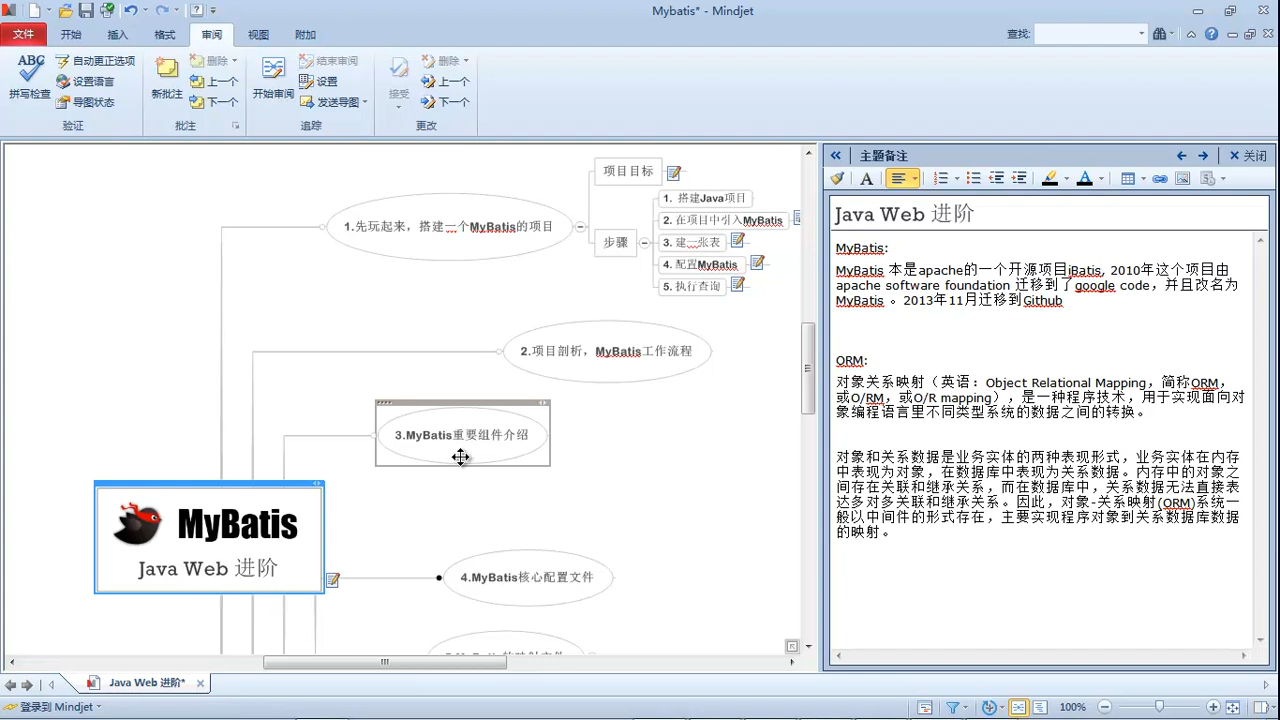 Mybatis* - Mindjet
文件 开始 插入 格式 审阅 视图 附加 查找:
ABC 自动更正选项 删除 结束审阅 删除
设置语言 上一个 设置 上一个
拼写检查 导图状态 新批注 下一个 开始审阅 发送导图 接受 下一个
验证 批注 追踪 更改
项目目标
1. 搭建Java项目
1.先玩起来，搭建一个MyBatis的项目
2. 在项目中引入MyBatis
步骤
3. 建一张表
4. 配置MyBatis
5. 执行查询
2.项目剖析，MyBatis工作流程
3.MyBatis重要组件介绍
MyBatis
Java Web 进阶
4.MyBatis核心配置文件
主题备注 关闭
Java Web 进阶
MyBatis:
MyBatis 本是apache的一个开源项目iBatis, 2010年这个项目由
apache software foundation 迁移到了google code，并且改名为
MyBatis 。2013年11月迁移到Github
ORM:
对象关系映射（英语：Object Relational Mapping，简称ORM，
或O/RM，或O/R mapping），是一种程序技术，用于实现面向对
象编程语言里不同类型系统的数据之间的转换。
对象和关系数据是业务实体的两种表现形式，业务实体在内存
中表现为对象，在数据库中表现为关系数据。内存中的对象之
间存在关联和继承关系，而在数据库中，关系数据无法直接表
达多对多关联和继承关系。因此，对象-关系映射(ORM)系统一
般以中间件的形式存在，主要实现程序对象到关系数据库数据
的映射。
Java Web 进阶*
登录到 Mindjet 100%